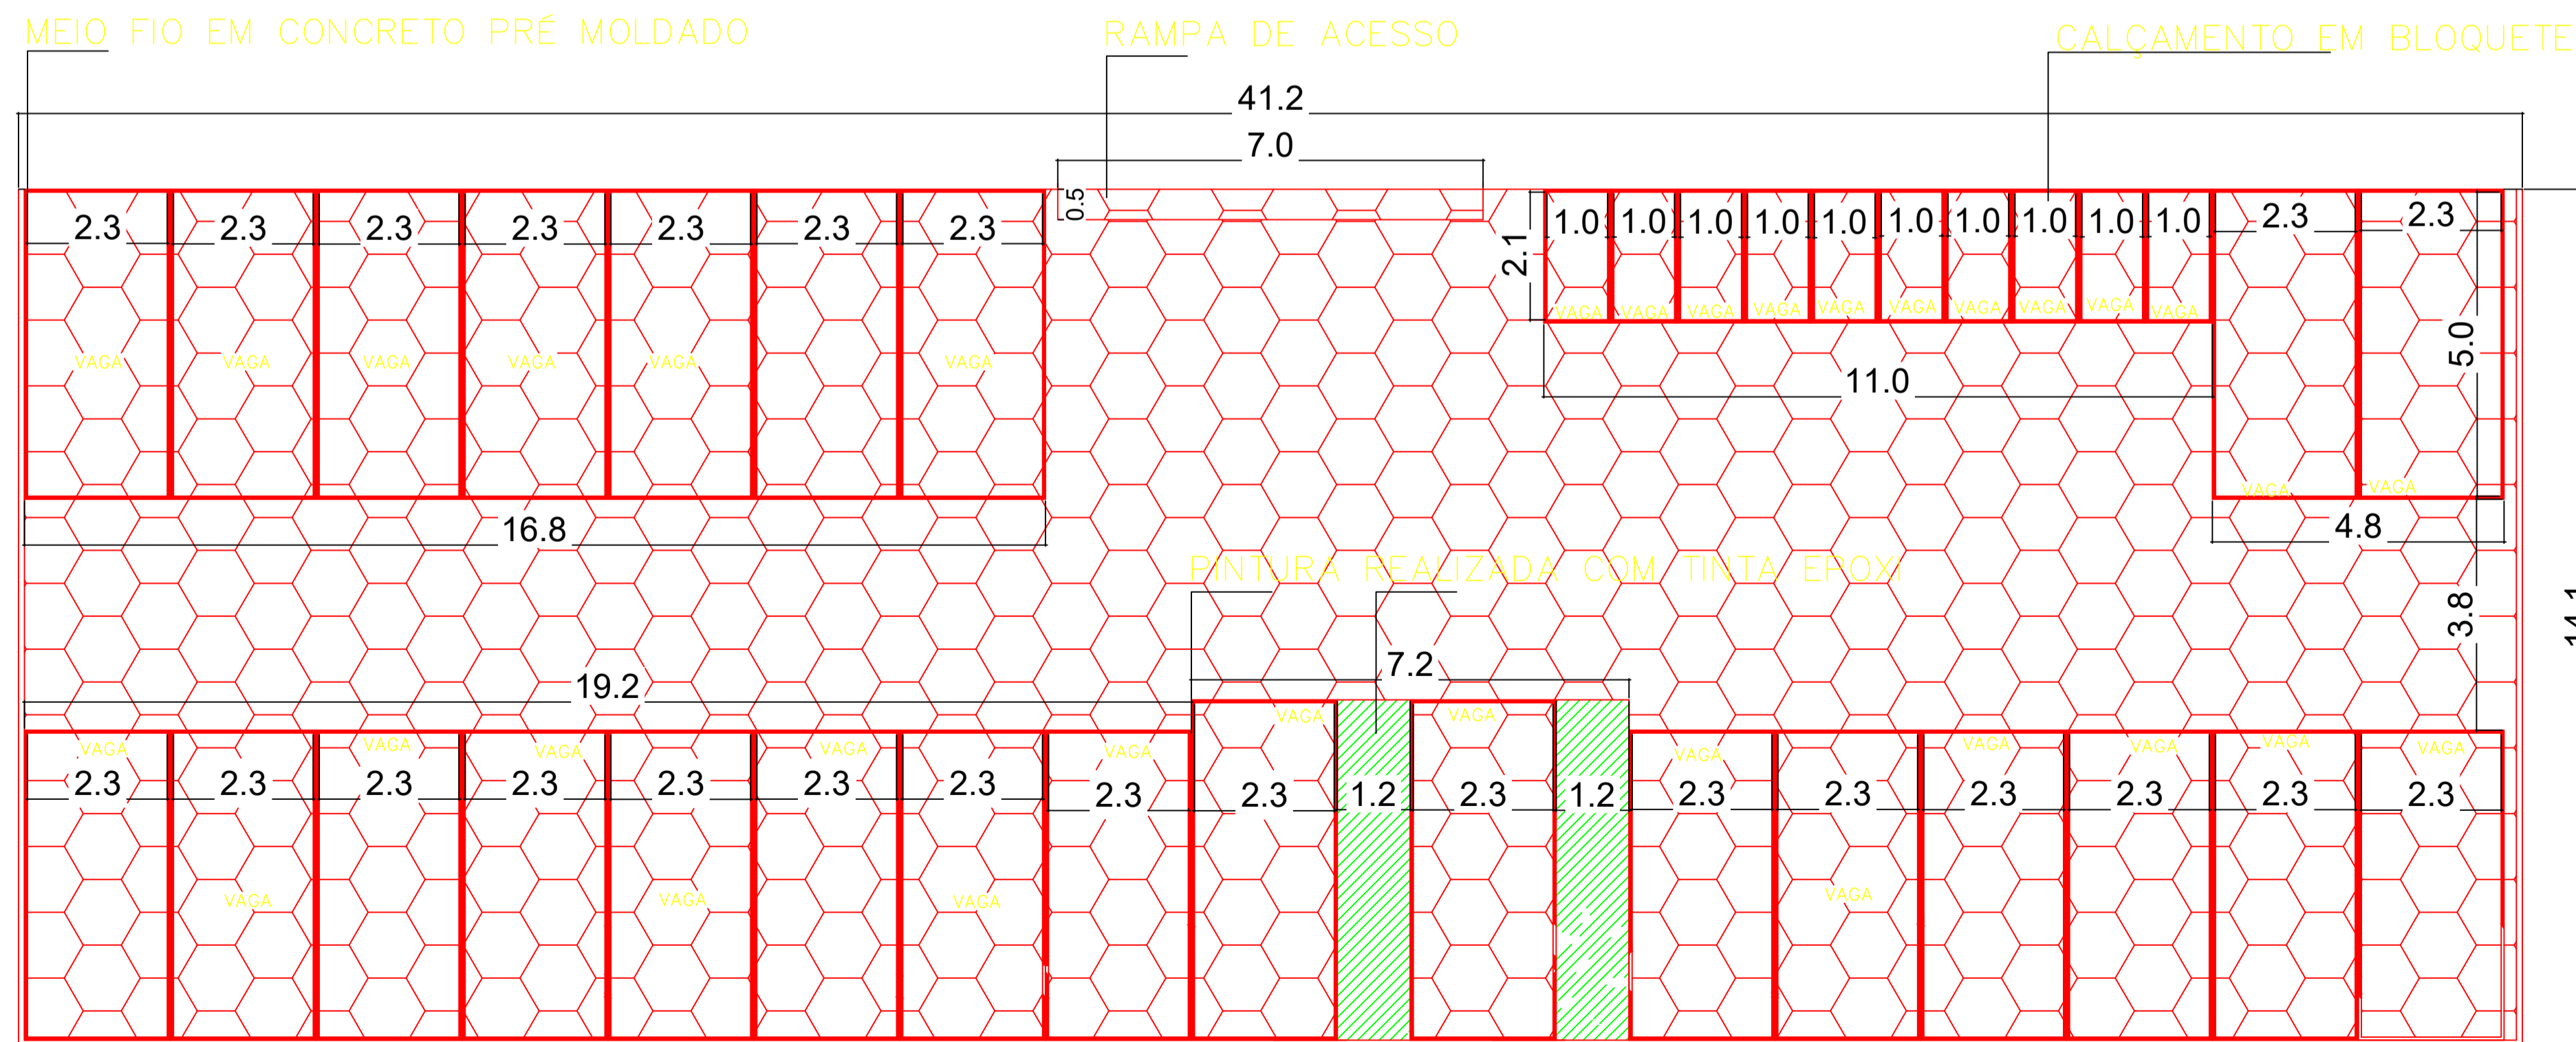 MEIO FIO EM CONCRETO PRÉ MOLDADO
RAMPA DE ACESSO
CALÇAMENTO EM BLOQUETE
41.2
7.0
0.5
2.3 2.3 2.3 2.3 2.3 2.3 2.3
1.0 1.0 1.0 1.0 1.0 1.0 1.0 1.0 1.0 1.0
2.3 2.3
2.1
VAGA VAGA VAGA VAGA VAGA VAGA VAGA VAGA VAGA VAGA
5.0
VAGA VAGA VAGA VAGA VAGA VAGA
11.0
VAGA VAGA
16.8
4.8
PINTURA REALIZADA COM TINTA EPOXI
3.8
14.1
7.2
19.2
VAGA VAGA
VAGA VAGA VAGA VAGA VAGA VAGA VAGA VAGA VAGA VAGA VAGA
2.3 2.3 2.3 2.3 2.3 2.3 2.3 2.3 2.3 1.2 2.3 1.2 2.3 2.3 2.3 2.3 2.3 2.3
VAGA VAGA VAGA VAGA